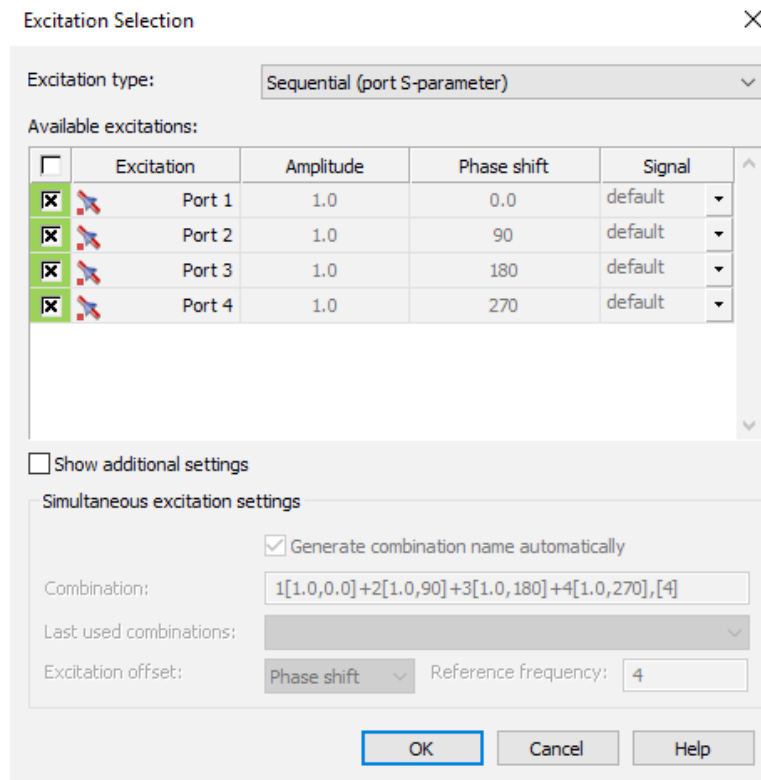 Excitation Selection
Excitation type: Sequential (port S-parameter)
Available excitations:
Excitation Amplitude Phase shift Signal
Port 1 1.0 0.0 default
Port 2 1.0 90 default
Port 3 1.0 180 default
Port 4 1.0 270 default
Show additional settings
Simultaneous excitation settings
Generate combination name automatically
Combination: 1[1.0,0.0]+2[1.0,90]+3[1.0,180]+4[1.0,270],[4]
Last used combinations:
Excitation offset: Phase shift Reference frequency: 4
OK Cancel Help